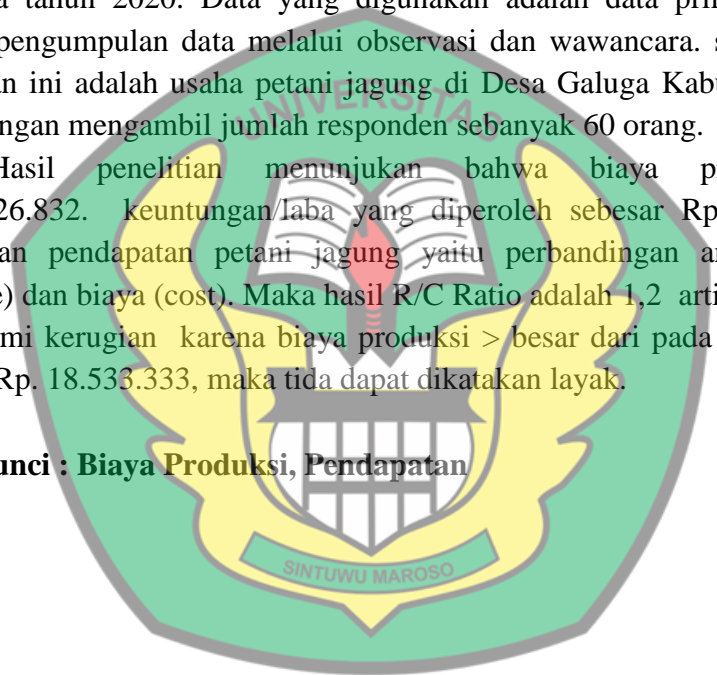 a tahun 2020. Data yang digunakan adalah data pri
pengumpulan data melalui observasi dan wawancara. s
an ini adalah usaha petani jagung di Desa Galuga Kabu
ngan mengambil jumlah responden sebanyak 60 orang.
Hasil penelitian menunjukan bahwa biaya p
26.832. keuntungan/laba yang diperoleh sebesar Rp
an pendapatan petani jagung yaitu perbandingan a
e) dan biaya (cost). Maka hasil R/C Ratio adalah 1,2 arti
mi kerugian karena biaya produksi > besar dari pada
Rp. 18.533.333, maka tida dapat dikatakan layak.
unci : Biaya Produksi, Pendapatan
UNIVERSITAS
SINTUWU MAROSO